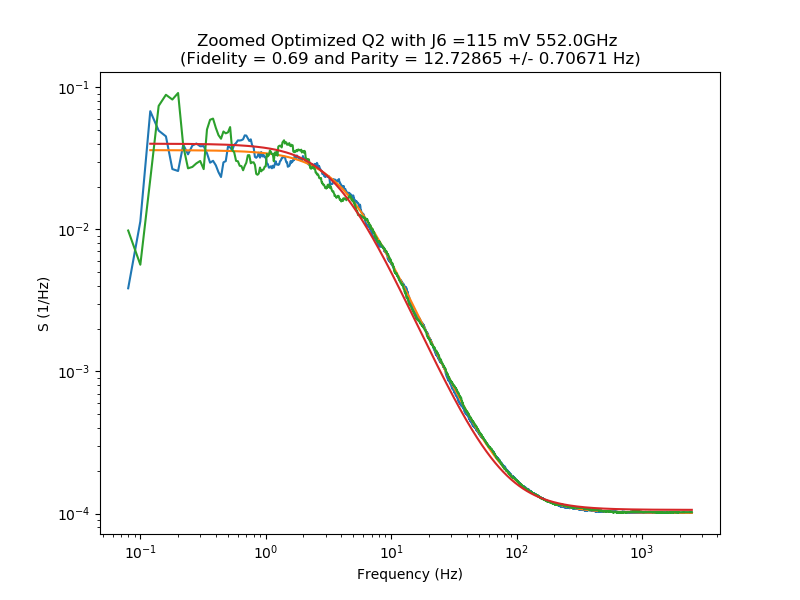 Zoomed Optimized Q2 with J6 =115 mV 552.0GHz
(Fidelity = 0.69 and Parity = 12.72865 +/- 0.70671 Hz)
10⁻¹
10⁻²
10⁻³
10⁻⁴
S (1/Hz)
10⁻¹ 10⁰ 10¹ 10² 10³
Frequency (Hz)